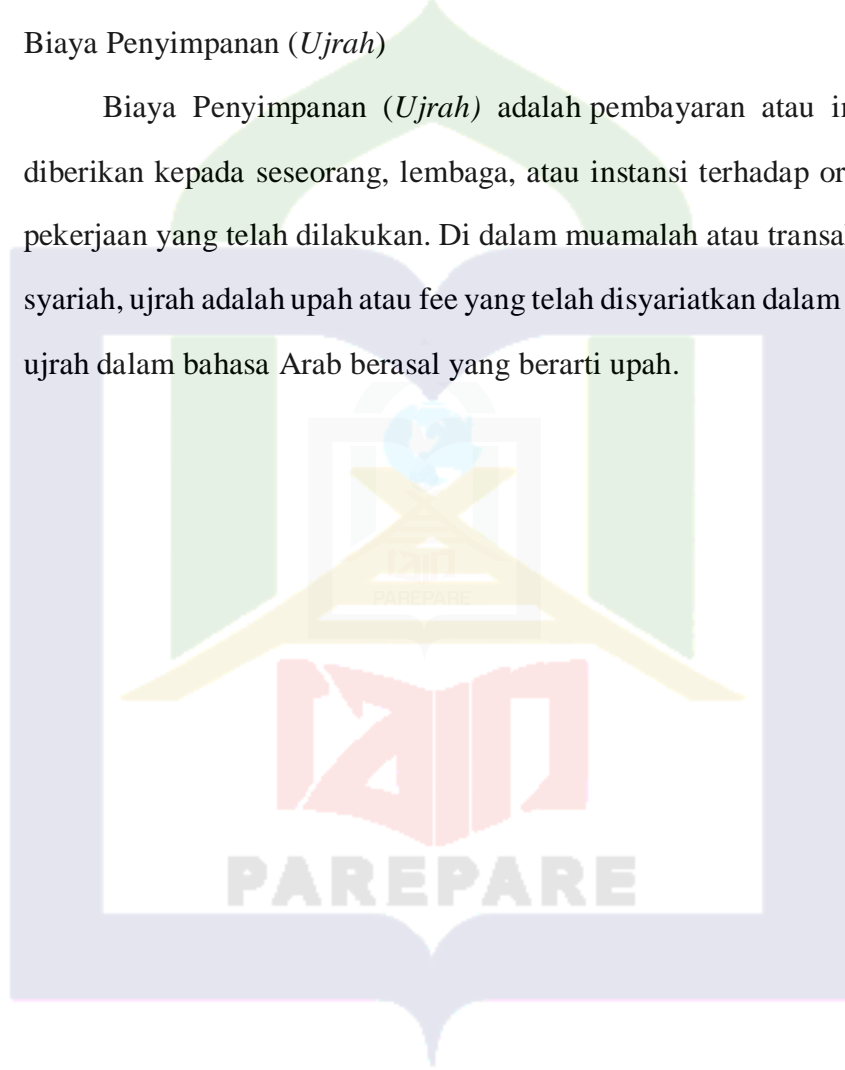 Biaya Penyimpanan (Ujrah)
Biaya Penyimpanan (Ujrah) adalah pembayaran atau
diberikan kepada seseorang, lembaga, atau instansi terhadap
pekerjaan yang telah dilakukan. Di dalam muamalah atau
syariah, ujrah adalah upah atau fee yang telah disyariatkan dalam
ujrah dalam bahasa Arab berasal yang berarti upah.
PAREPARE
PAREPARE